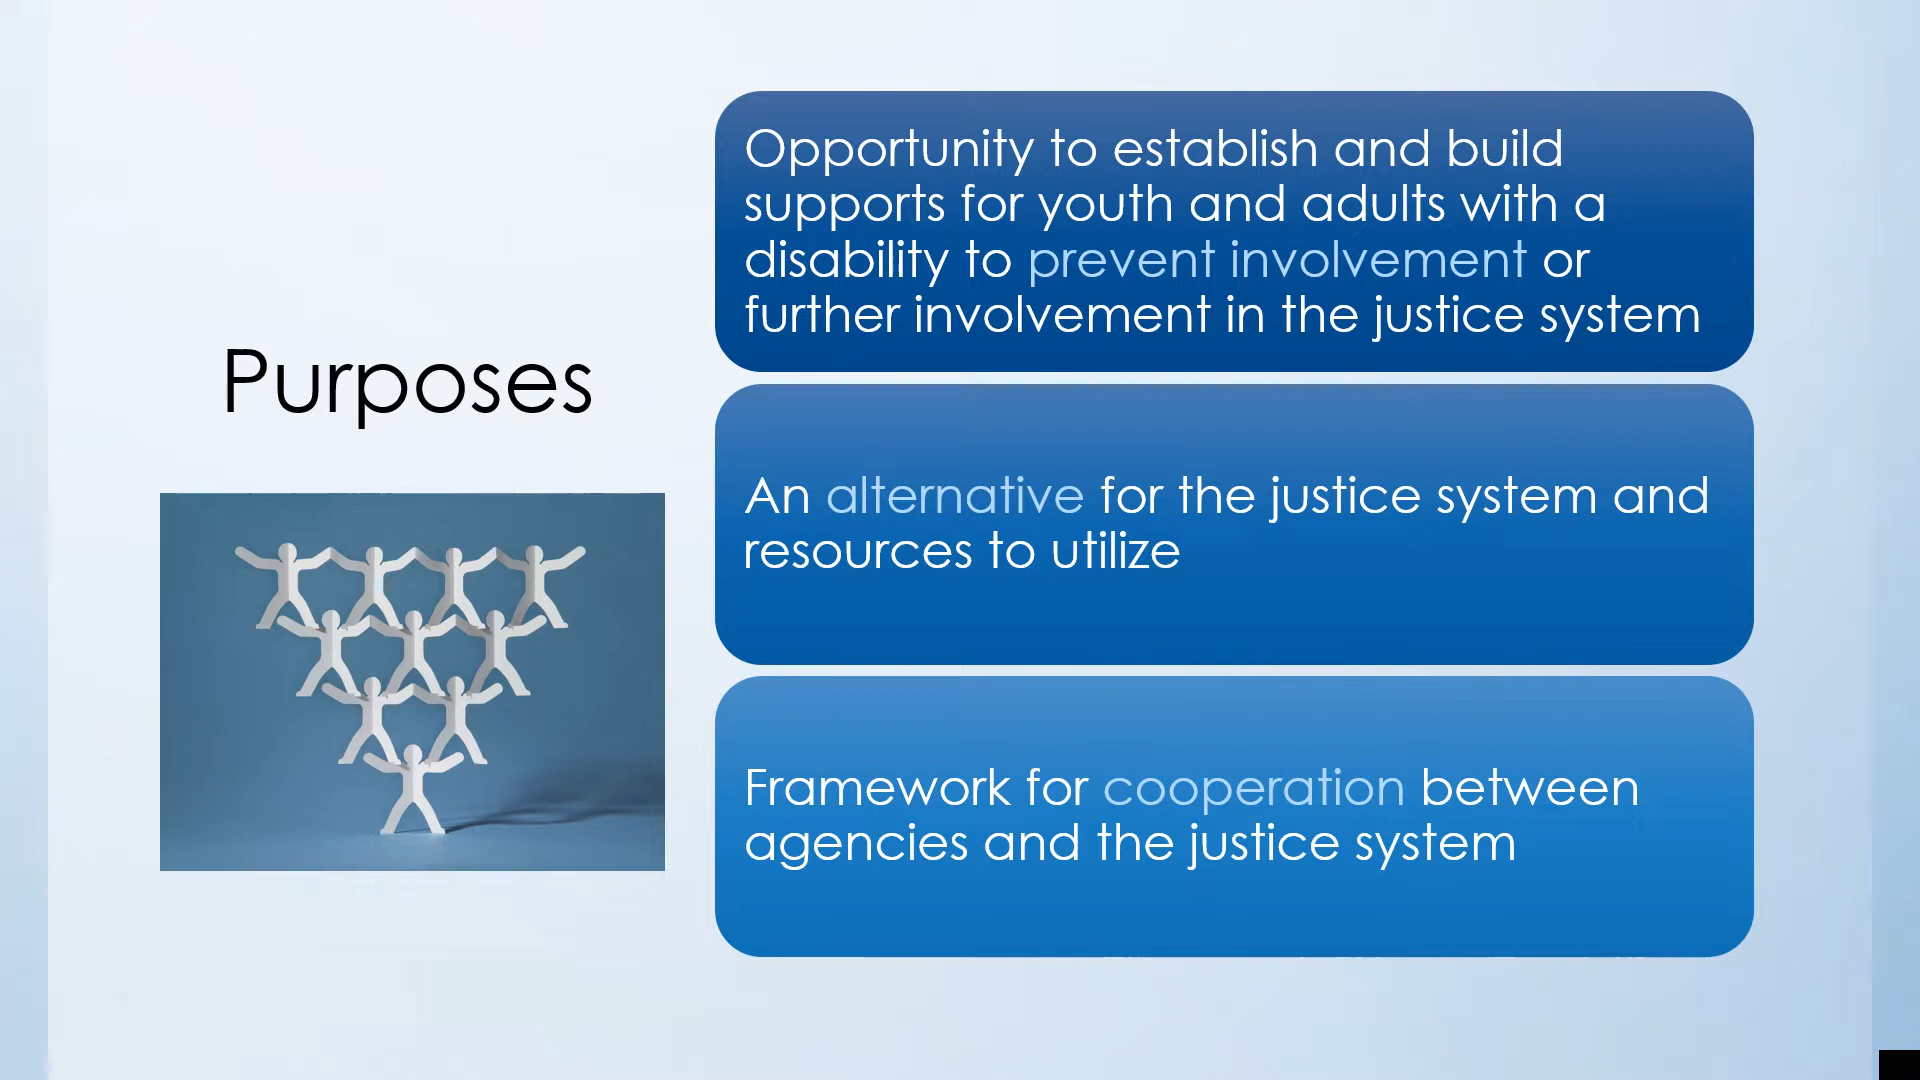 Purposes
Opportunity to establish and build
supports for youth and adults with a
disability to prevent involvement or
further involvement in the justice system
An alternative for the justice system and
resources to utilize
Framework for cooperation between
agencies and the justice system